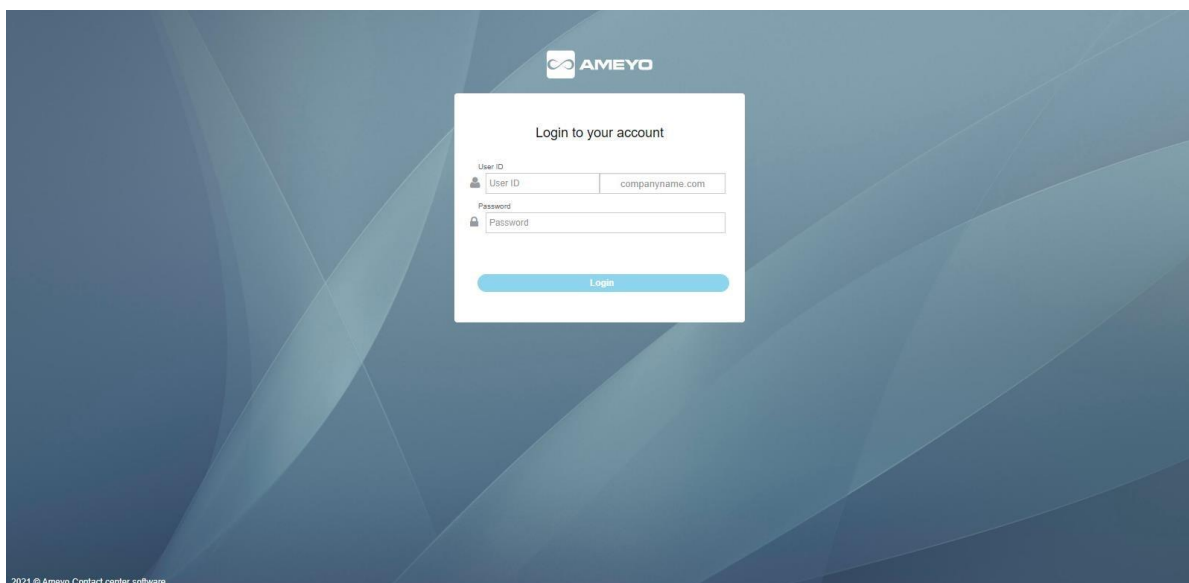 AMEYO
Login to your account
User ID
User ID companyname.com
Password
Password
Login
2021 © Ameyo Contact center software